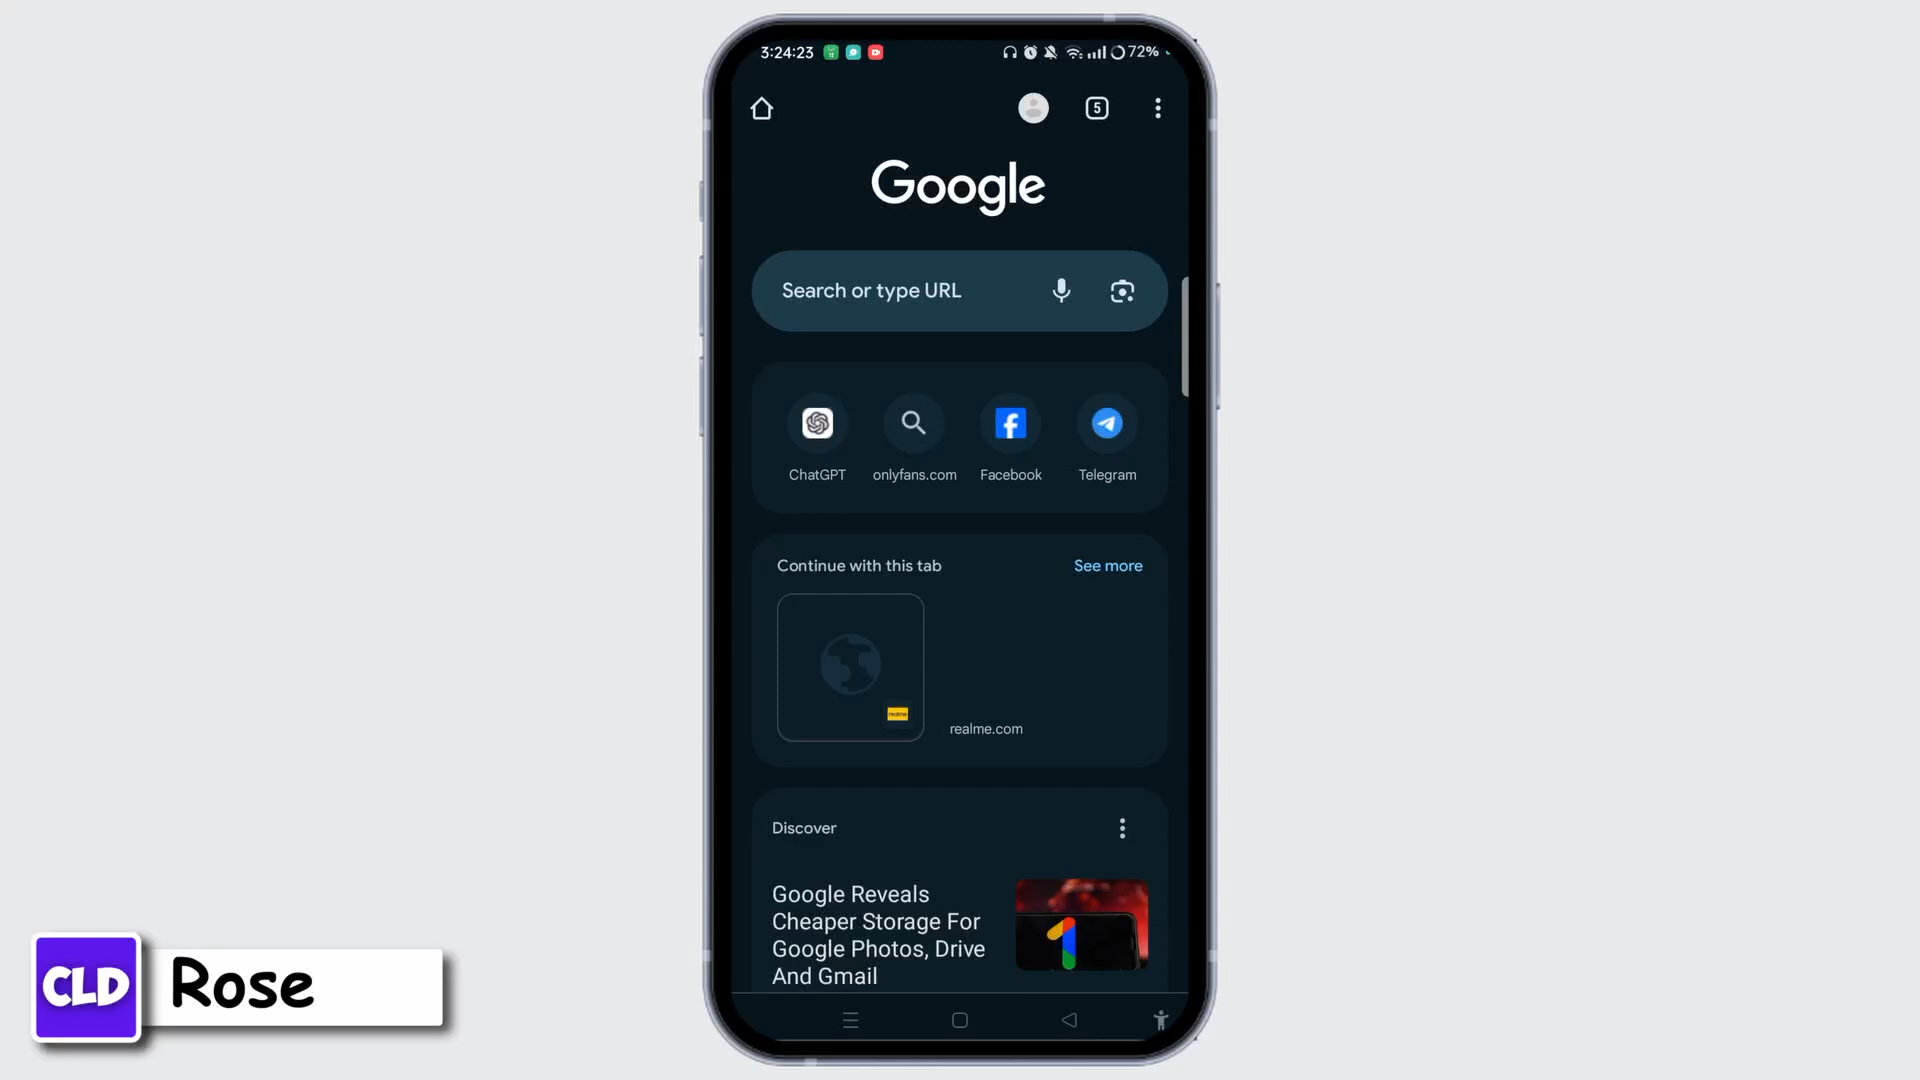 3:24:23
72%
5
Google
Search or type URL
ChatGPT
onlyfans.com
Facebook
Telegram
Continue with this tab
See more
realme
realme.com
Discover
Google Reveals
Cheaper Storage For
Google Photos, Drive
And Gmail
CLD
Rose